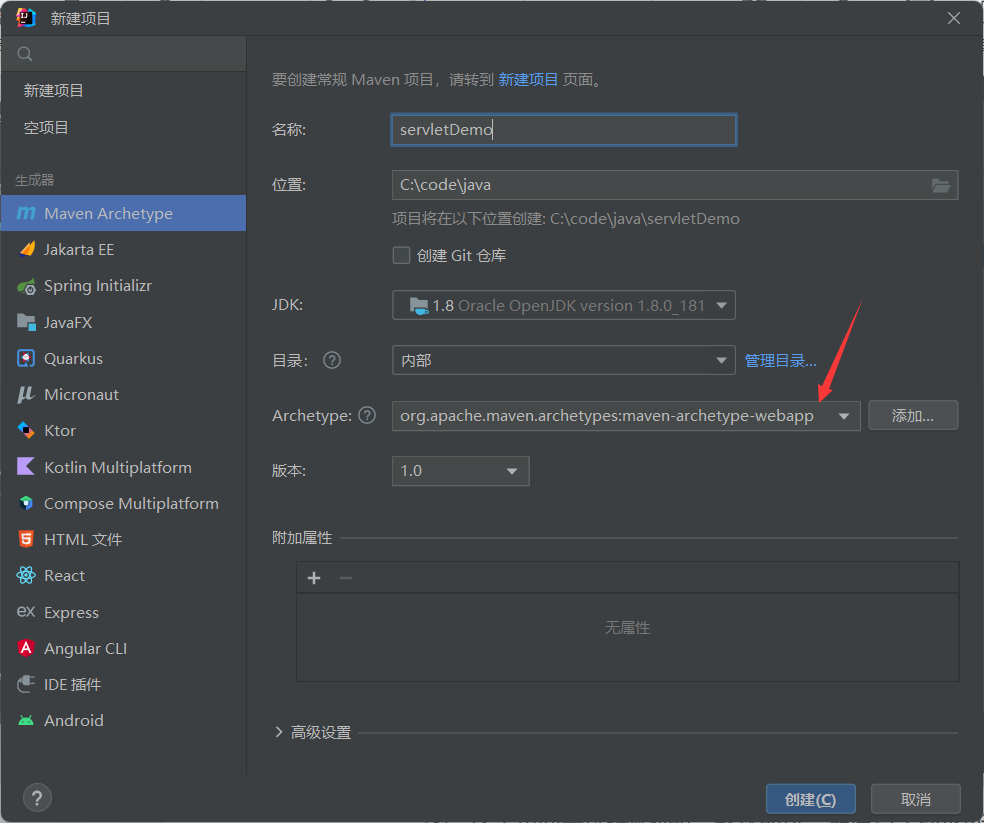 新建项目
新建项目
空项目
生成器
Maven Archetype
Jakarta EE
Spring Initializr
JavaFX
Quarkus
Micronaut
Ktor
Kotlin Multiplatform
Compose Multiplatform
HTML 文件
React
Express
Angular CLI
IDE 插件
Android
要创建常规 Maven 项目，请转到 新建项目 页面。
名称: servletDemo
位置: C:\code\java
项目将在以下位置创建: C:\code\java\servletDemo
创建 Git 仓库
JDK: 1.8 Oracle OpenJDK version 1.8.0_181
目录: ? 内部 管理目录...
Archetype: ? org.apache.maven.archetypes:maven-archetype-webapp 添加...
版本: 1.0
附加属性
无属性
高级设置
? 创建(C) 取消